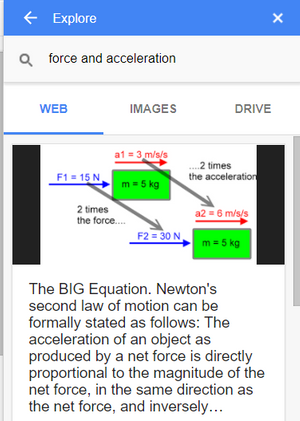 Explore
force and acceleration
WEB IMAGES DRIVE
a1 = 3 m/s/s
....2 times
the acceleration
F1 = 15 N
m = 5 kg
2 times
the force....
a2 = 6 m/s/s
F2 = 30 N
m = 5 kg
The BIG Equation. Newton's
second law of motion can be
formally stated as follows: The
acceleration of an object as
produced by a net force is directly
proportional to the magnitude of the
net force, in the same direction as
the net force, and inversely…